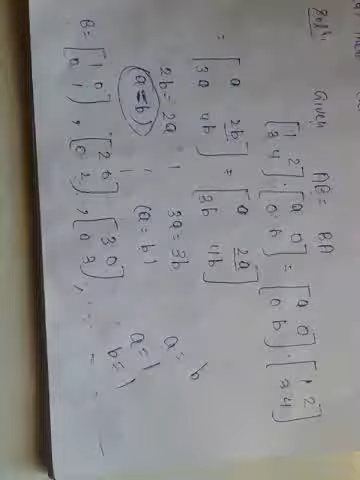 Solⁿ.
Given AB = BA
[1 2; 3 4] · [a 0; 0 b] = [a 0; 0 b] · [1 2; 3 4]
= [a 2b; 3a 4b] = [a 2a; 3b 4b]
2b = 2a , 3a = 3b
(a = b) (a = b)
a = b
a = 1
b = 1
B = [1 0; 0 1] , [2 0; 0 2] , [3 0; 0 3] , ...